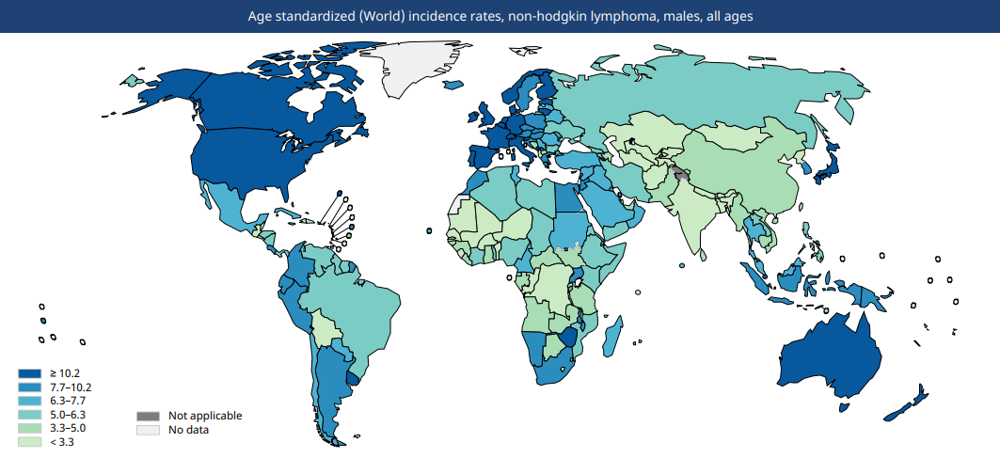 Age standardized (World) incidence rates, non-hodgkin lymphoma, males, all ages
≥ 10.2
7.7–10.2
6.3–7.7
5.0–6.3
3.3–5.0
< 3.3
Not applicable
No data